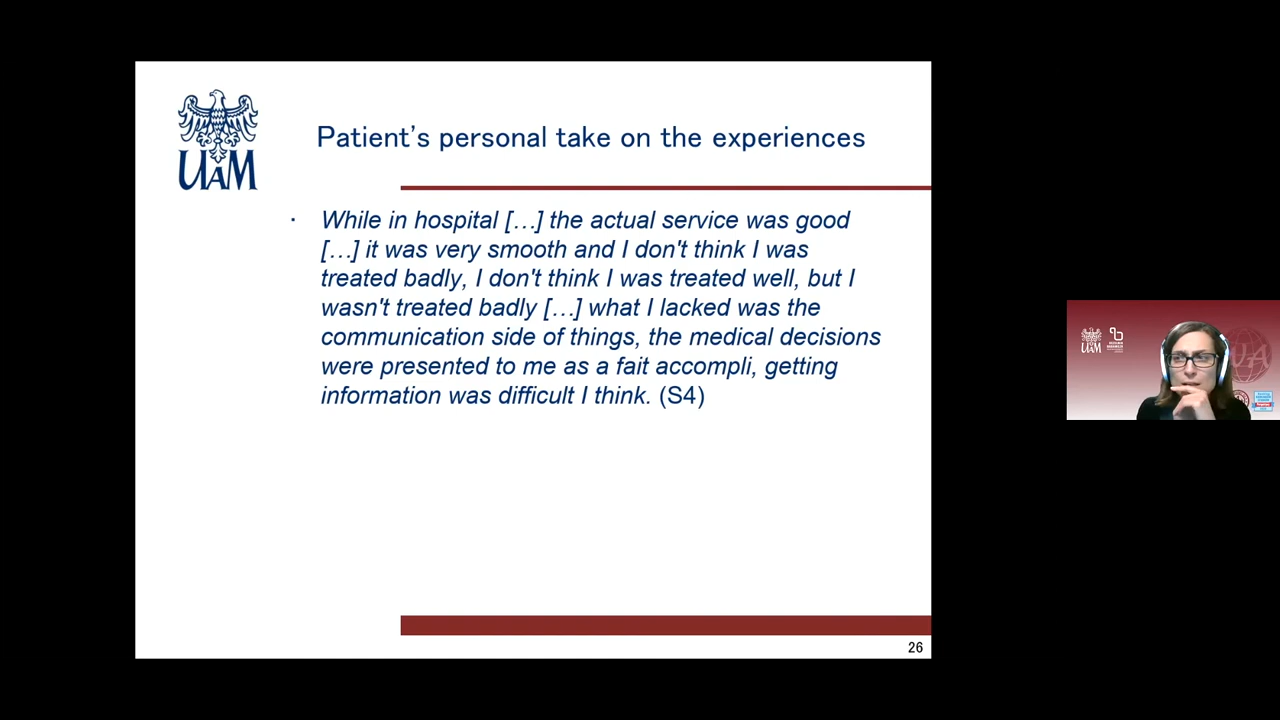 UAM
Patient’s personal take on the experiences
· While in hospital […] the actual service was good
[…] it was very smooth and I don't think I was
treated badly, I don't think I was treated well, but I
wasn't treated badly […] what I lacked was the
communication side of things, the medical decisions
were presented to me as a fait accompli, getting
information was difficult I think. (S4)
26
UAM